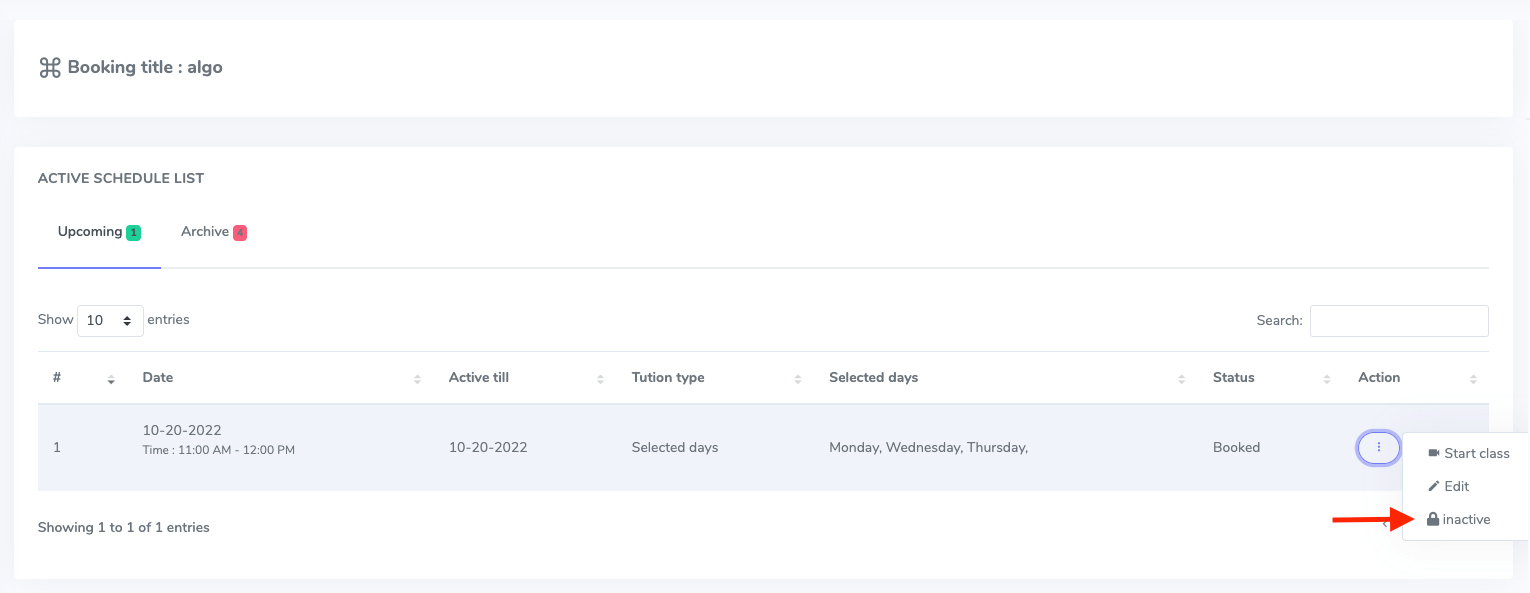 Booking title : algo
ACTIVE SCHEDULE LIST
Upcoming 1 Archive 4
Show 10 entries Search:
# Date Active till Tution type Selected days Status Action
10-20-2022
1 Time : 11:00 AM - 12:00 PM 10-20-2022 Selected days Monday, Wednesday, Thursday, Booked
Start class
Edit
inactive
Showing 1 to 1 of 1 entries